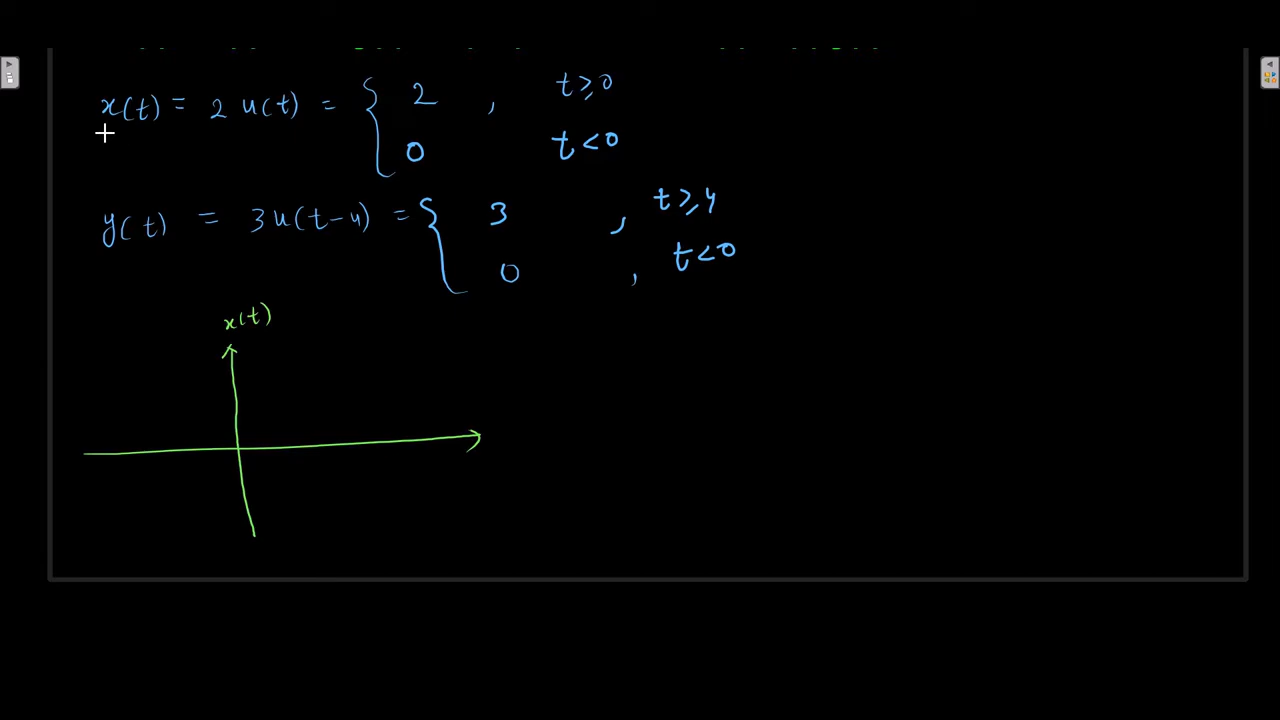 x(t) = 2 u(t) = { 2 , t ≥ 0
0 t < 0
y(t) = 3 u(t-4) = { 3 , t ≥ 4
0 , t < 0
x(t)